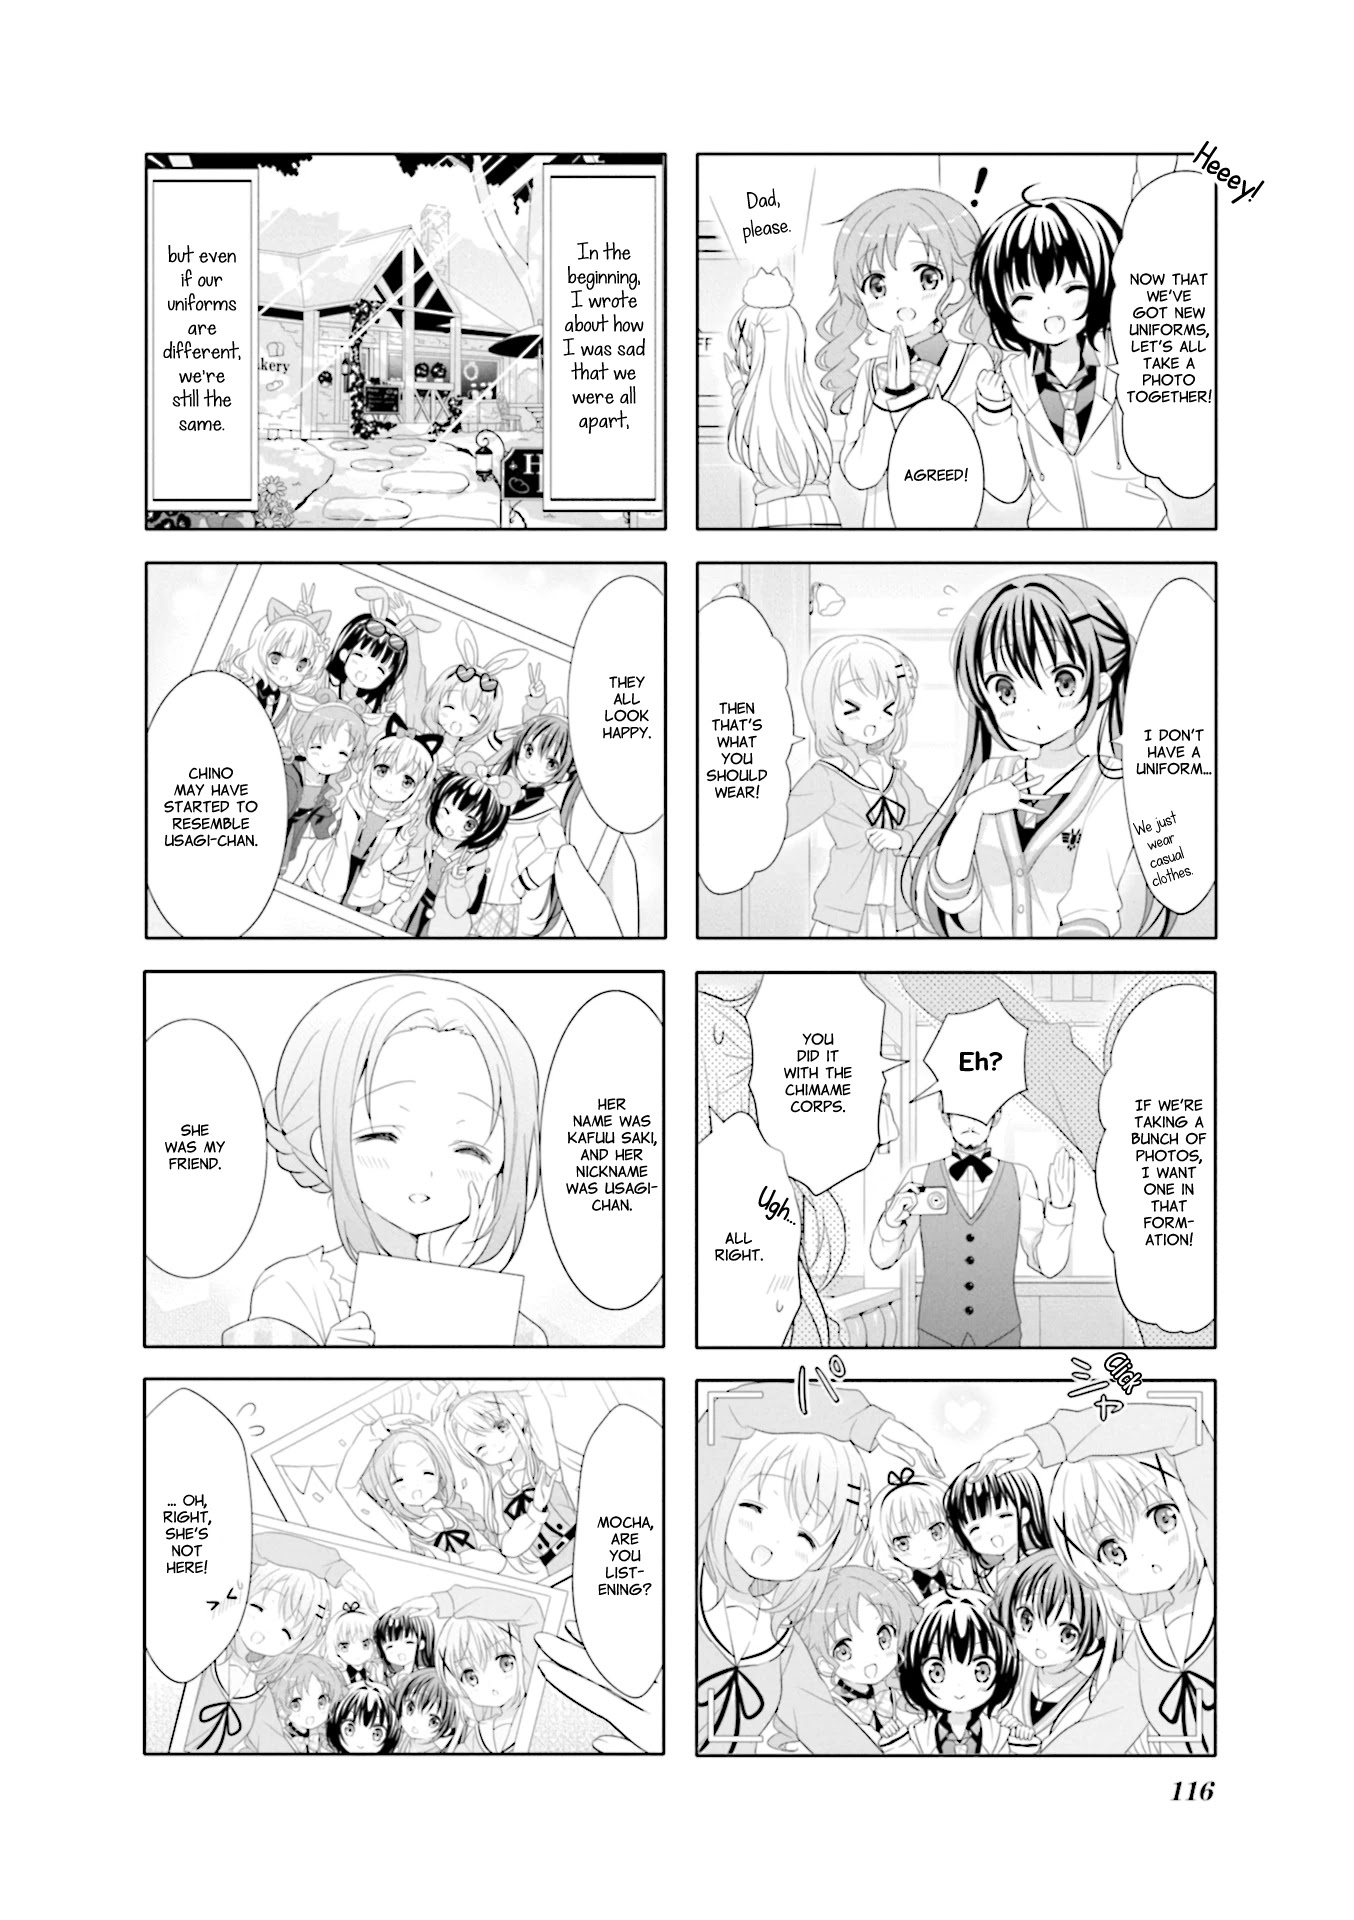 Heeey!
NOW THAT
WE'VE
GOT NEW
UNIFORMS,
LET'S ALL
TAKE A
PHOTO
TOGETHER!
!
AGREED!
Dad,
please.
FF
I DON'T
HAVE A
UNIFORM...
We just
wear
casual
clothes.
THEN
THAT'S
WHAT
YOU
SHOULD
WEAR!
IF WE'RE
TAKING A
BUNCH OF
PHOTOS,
I WANT
ONE IN
THAT
FORM-
ATION!
Eh?
YOU
DID IT
WITH THE
CHIMAME
CORPS.
Ugh...
ALL
RIGHT.
Click
パシャ
In the
beginning,
I wrote
about how
I was sad
that we
were all
apart,
but even
if our
uniforms
are
different,
we're
still the
same.
kery
H
THEY
ALL
LOOK
HAPPY.
CHINO
MAY HAVE
STARTED TO
RESEMBLE
USAGI-CHAN.
HER
NAME WAS
KAFUU SAKI,
AND HER
NICKNAME
WAS USAGI-
CHAN.
SHE
WAS MY
FRIEND.
MOCHA,
ARE
YOU
LIST-
ENING?
... OH,
RIGHT,
SHE'S
NOT
HERE!
116